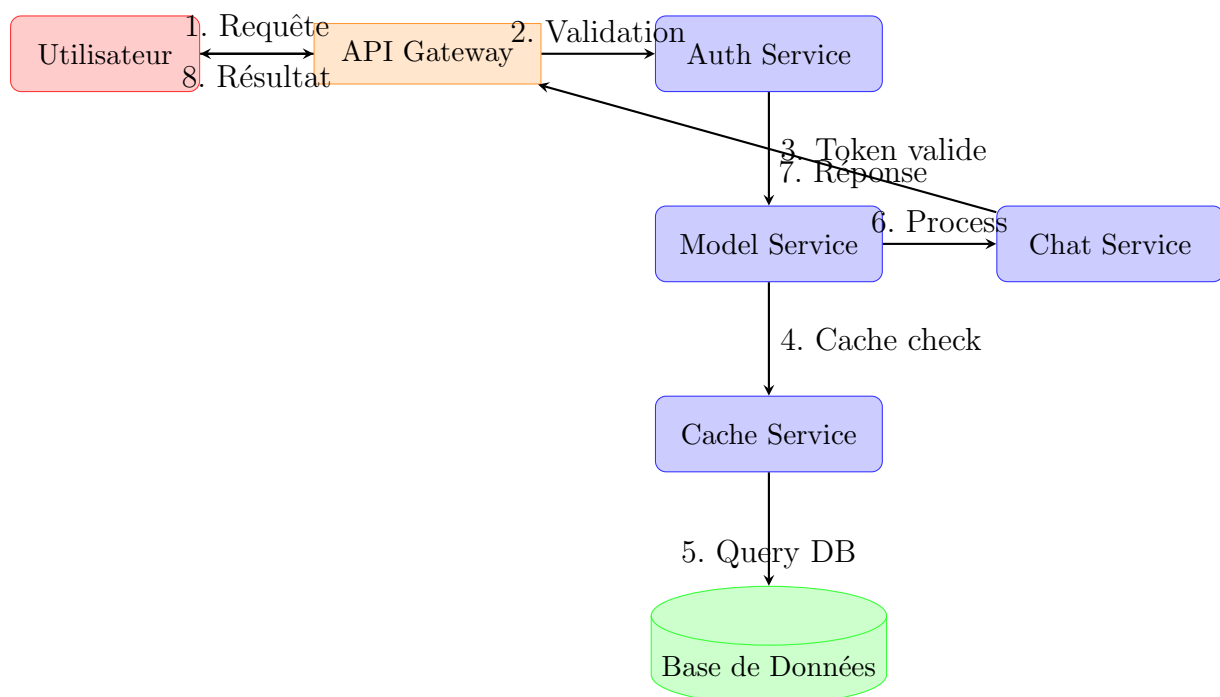 1. Requête
2. Validation
Utilisateur
API Gateway
Auth Service
8. Résultat
3. Token valide
7. Réponse
6. Process
Model Service
Chat Service
4. Cache check
Cache Service
5. Query DB
Base de Données